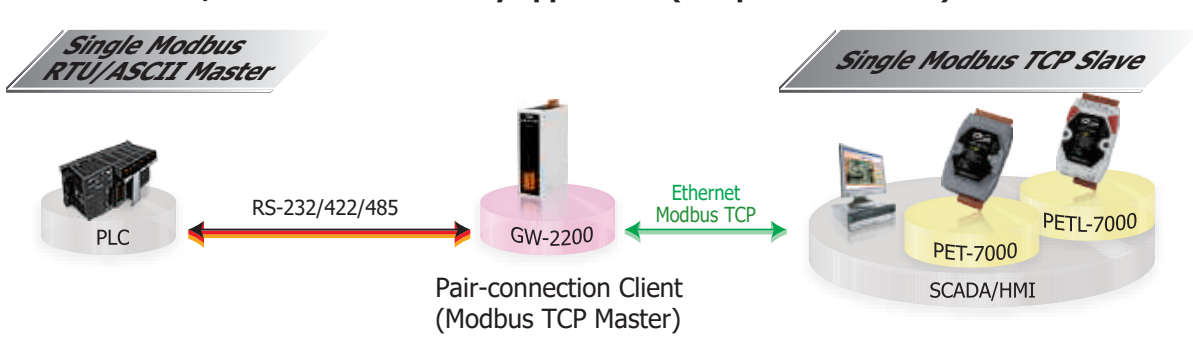 Single Modbus
RTU/ASCII Master
Single Modbus TCP Slave
PLC
RS-232/422/485
GW-2200
Ethernet
Modbus TCP
PET-7000
PETL-7000
SCADA/HMI
Pair-connection Client
(Modbus TCP Master)